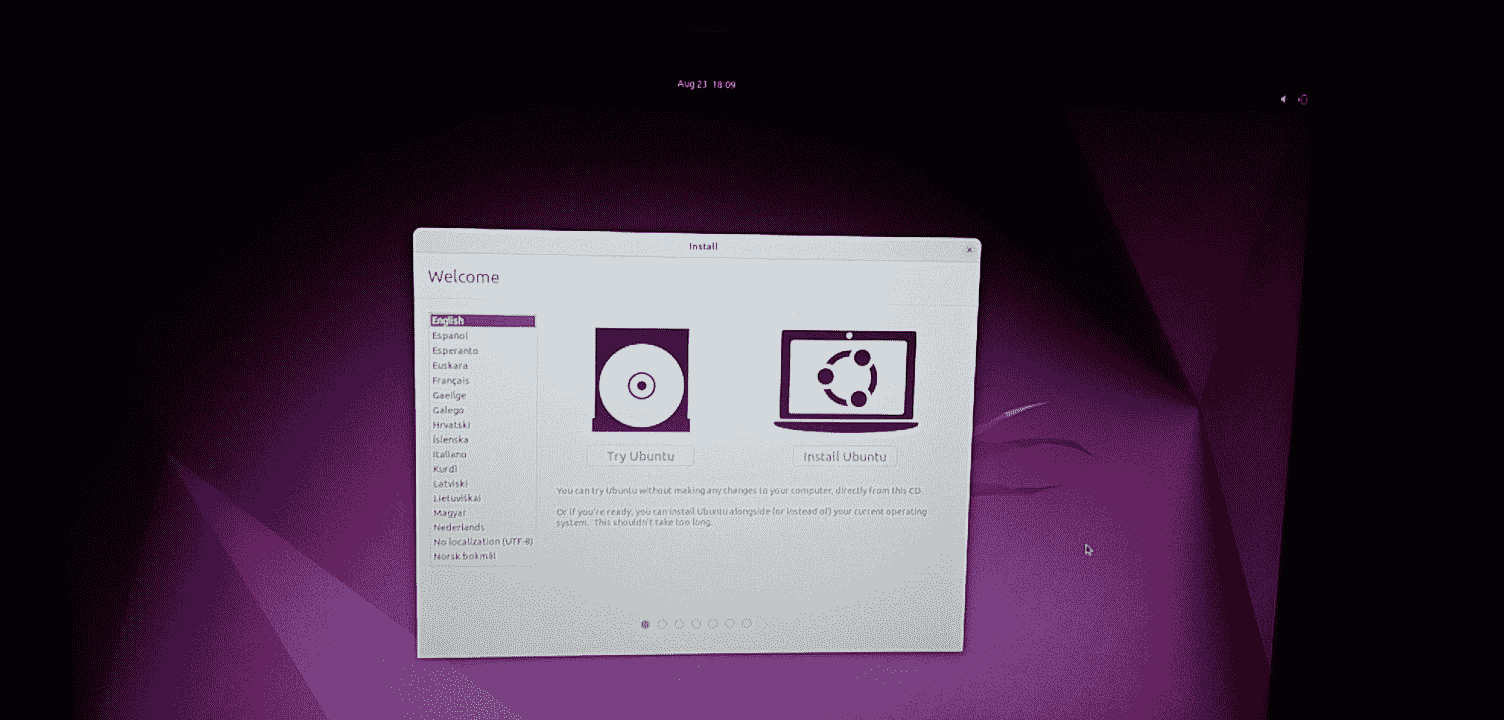 Aug 23 18:09
Install
Welcome
English
Español
Esperanto
Euskara
Français
Gaeilge
Galego
Hrvatski
Íslenska
Italiano
Kurdî
Latviski
Lietuviškai
Magyar
Nederlands
No localization (UTF-8)
Norsk bokmål
Try Ubuntu
Install Ubuntu
You can try Ubuntu without making any changes to your computer, directly from this CD.
Or if you're ready, you can install Ubuntu alongside (or instead of) your current operating
system. This shouldn't take too long.